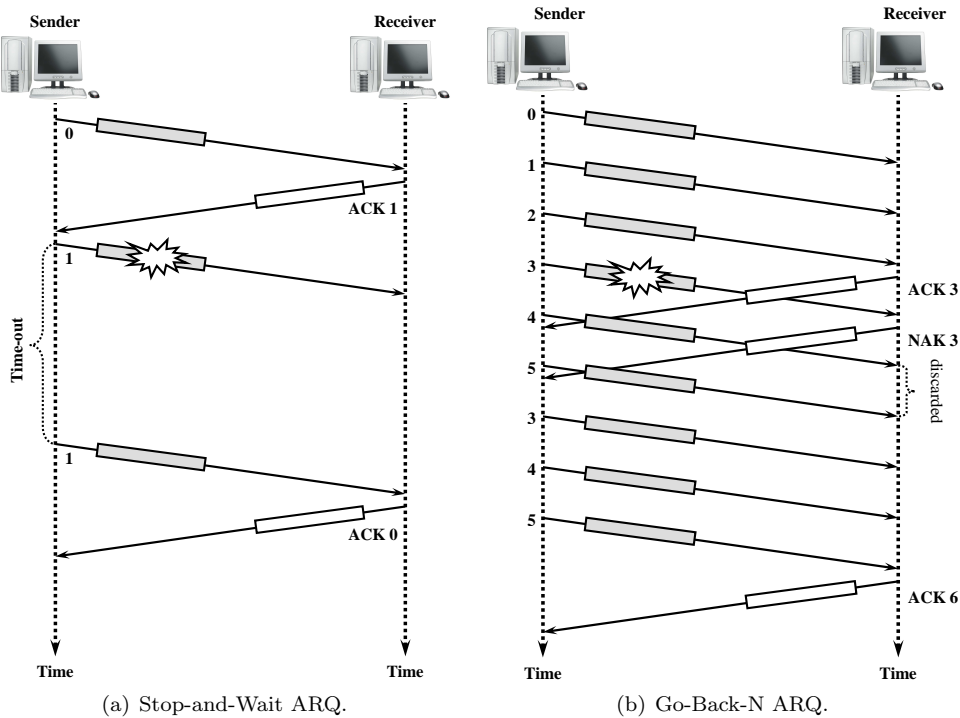 Sender
Receiver
0
ACK 1
1
Time-out
1
ACK 0
Time
Time
(a) Stop-and-Wait ARQ.
Sender
Receiver
0
1
2
3
ACK 3
4
NAK 3
5
discarded
3
4
5
ACK 6
Time
Time
(b) Go-Back-N ARQ.